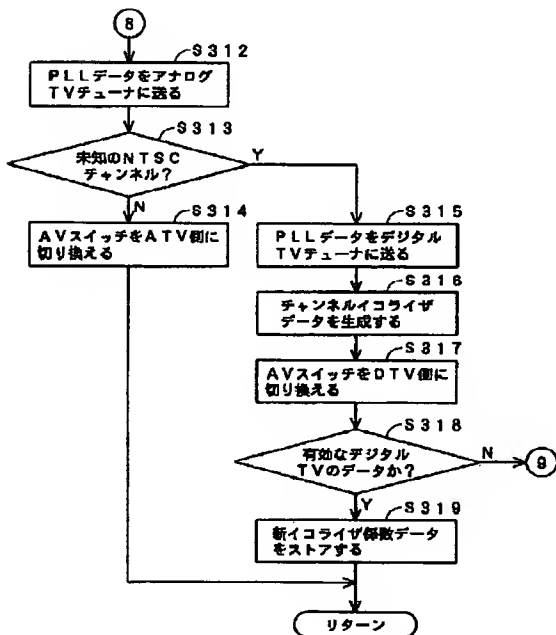 8
S312
PLLデータをアナログ
TVチューナに送る
S313
未知のNTSC
チャンネル?
Y
N
S314
AVスイッチをATV側に
切り換える
S315
PLLデータをデジタル
TVチューナに送る
S316
チャンネルイコライザ
データを生成する
S317
AVスイッチをDTV側に
切り換える
S318
有効なデジタル
TVのデータか?
N
9
Y
S319
新イコライザ係数データ
をストアする
リターン